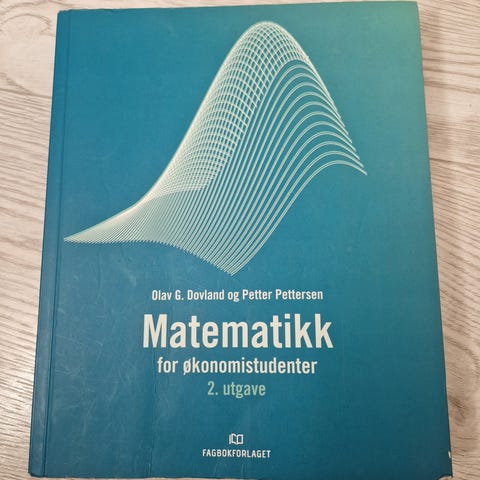 Olav G. Dovland og Petter Pettersen
Matematikk
for økonomistudenter
2. utgave
FAGBOKFORLAGET